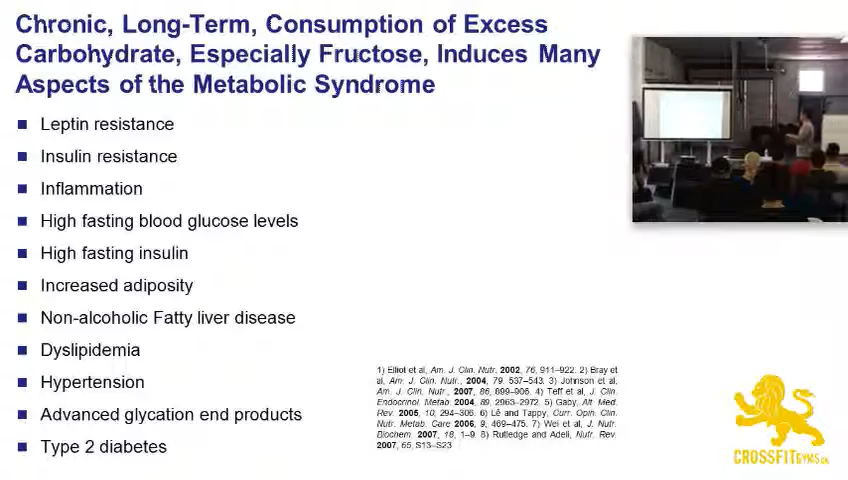 Chronic, Long-Term, Consumption of Excess
Carbohydrate, Especially Fructose, Induces Many
Aspects of the Metabolic Syndrome
Leptin resistance
Insulin resistance
Inflammation
High fasting blood glucose levels
High fasting insulin
Increased adiposity
Non-alcoholic Fatty liver disease
Dyslipidemia
Hypertension
Advanced glycation end products
Type 2 diabetes
1) Elliot et al, Am. J. Clin. Nutr. 2002, 76, 911–922. 2) Bray et
al, Am. J. Clin. Nutr., 2004, 79, 537–543. 3) Johnson et al,
Am. J. Clin. Nutr., 2007, 86, 899–906. 4) Teff et al, J. Clin.
Endocrinol. Metab. 2004, 89, 2963–2972. 5) Gaby, Alt. Med.
Rev. 2005, 10, 294–306. 6) Lê and Tappy, Curr. Opin. Clin.
Nutr. Metab. Care 2006, 9, 469–475. 7) Wei et al, J. Nutr.
Biochem. 2007, 18, 1–9. 8) Rutledge and Adeli, Nutr. Rev.
2007, 65, S13–S23
CROSSFITGYMS.DK